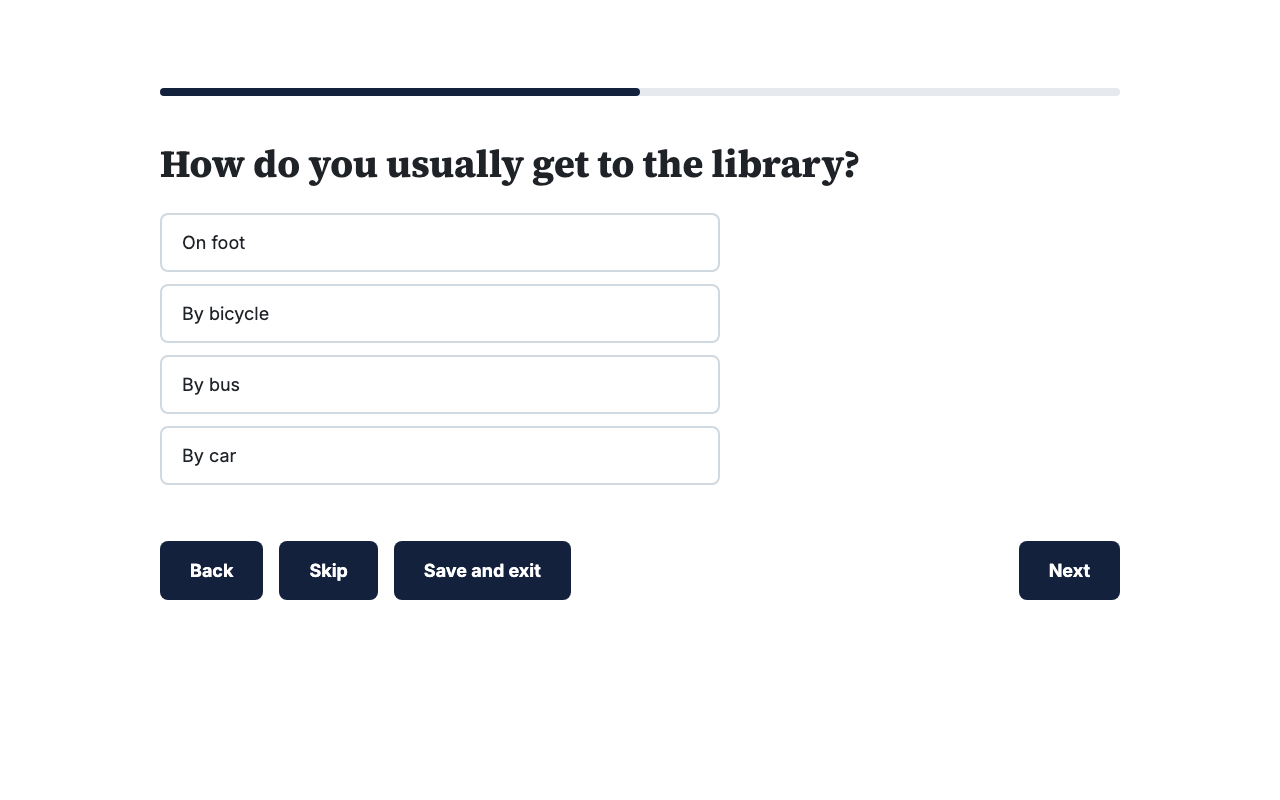 How do you usually get to the library?
On foot
By bicycle
By bus
By car
Back Skip Save and exit Next